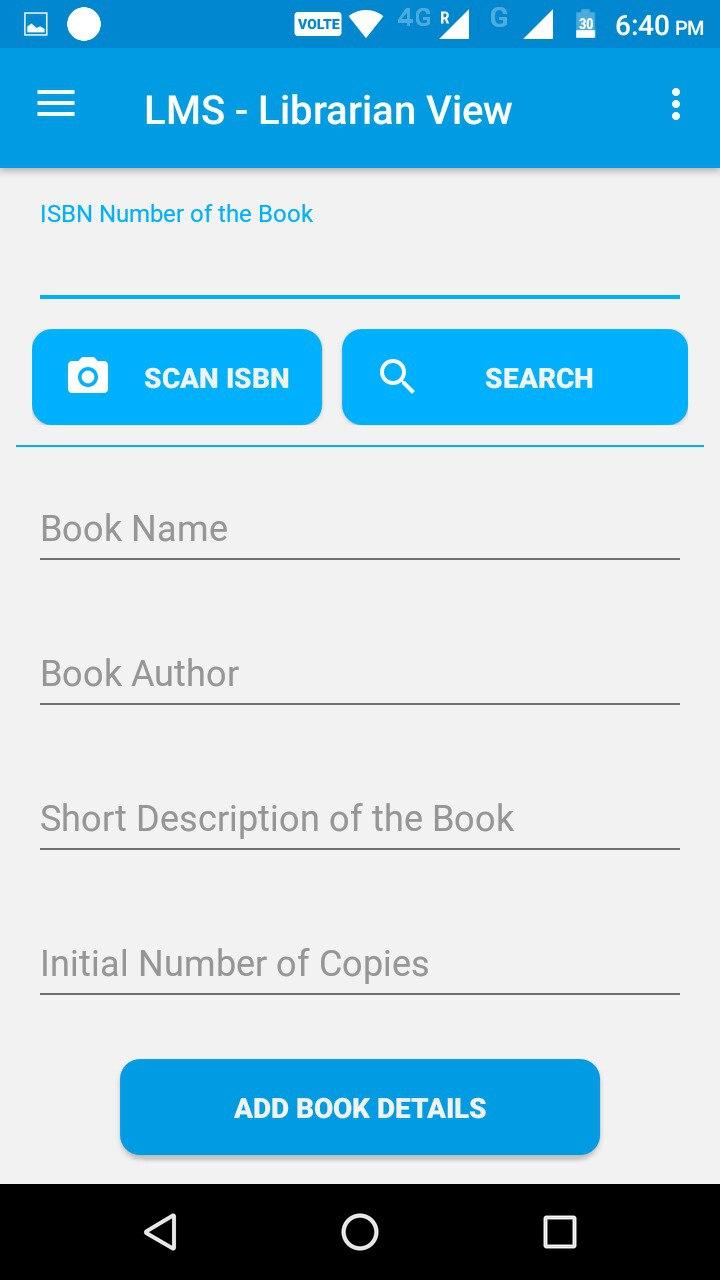 VOLTE 4G R G 30 6:40 PM
LMS - Librarian View
ISBN Number of the Book
SCAN ISBN SEARCH
Book Name
Book Author
Short Description of the Book
Initial Number of Copies
ADD BOOK DETAILS